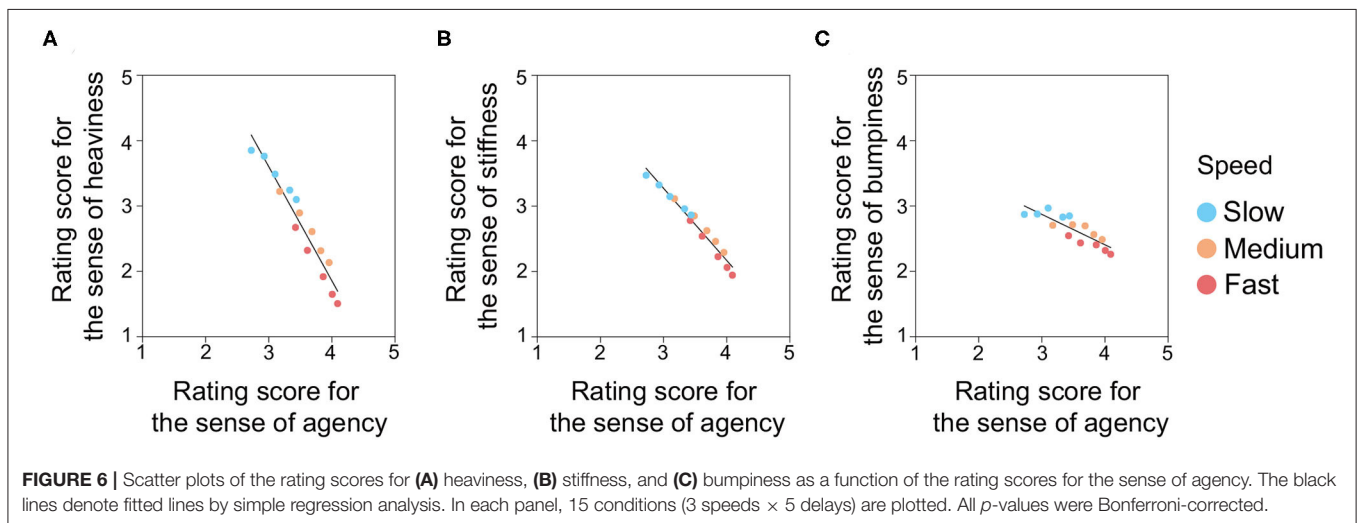 A
B
C
Rating score for
the sense of heaviness
5
4
3
2
1
1 2 3 4 5
Rating score for
the sense of agency
Rating score for
the sense of stiffness
5
4
3
2
1
1 2 3 4 5
Rating score for
the sense of agency
Rating score for
the sense of bumpiness
5
4
3
2
1
1 2 3 4 5
Rating score for
the sense of agency
Speed
Slow
Medium
Fast
FIGURE 6 | Scatter plots of the rating scores for (A) heaviness, (B) stiffness, and (C) bumpiness as a function of the rating scores for the sense of agency. The black
lines denote fitted lines by simple regression analysis. In each panel, 15 conditions (3 speeds × 5 delays) are plotted. All p-values were Bonferroni-corrected.